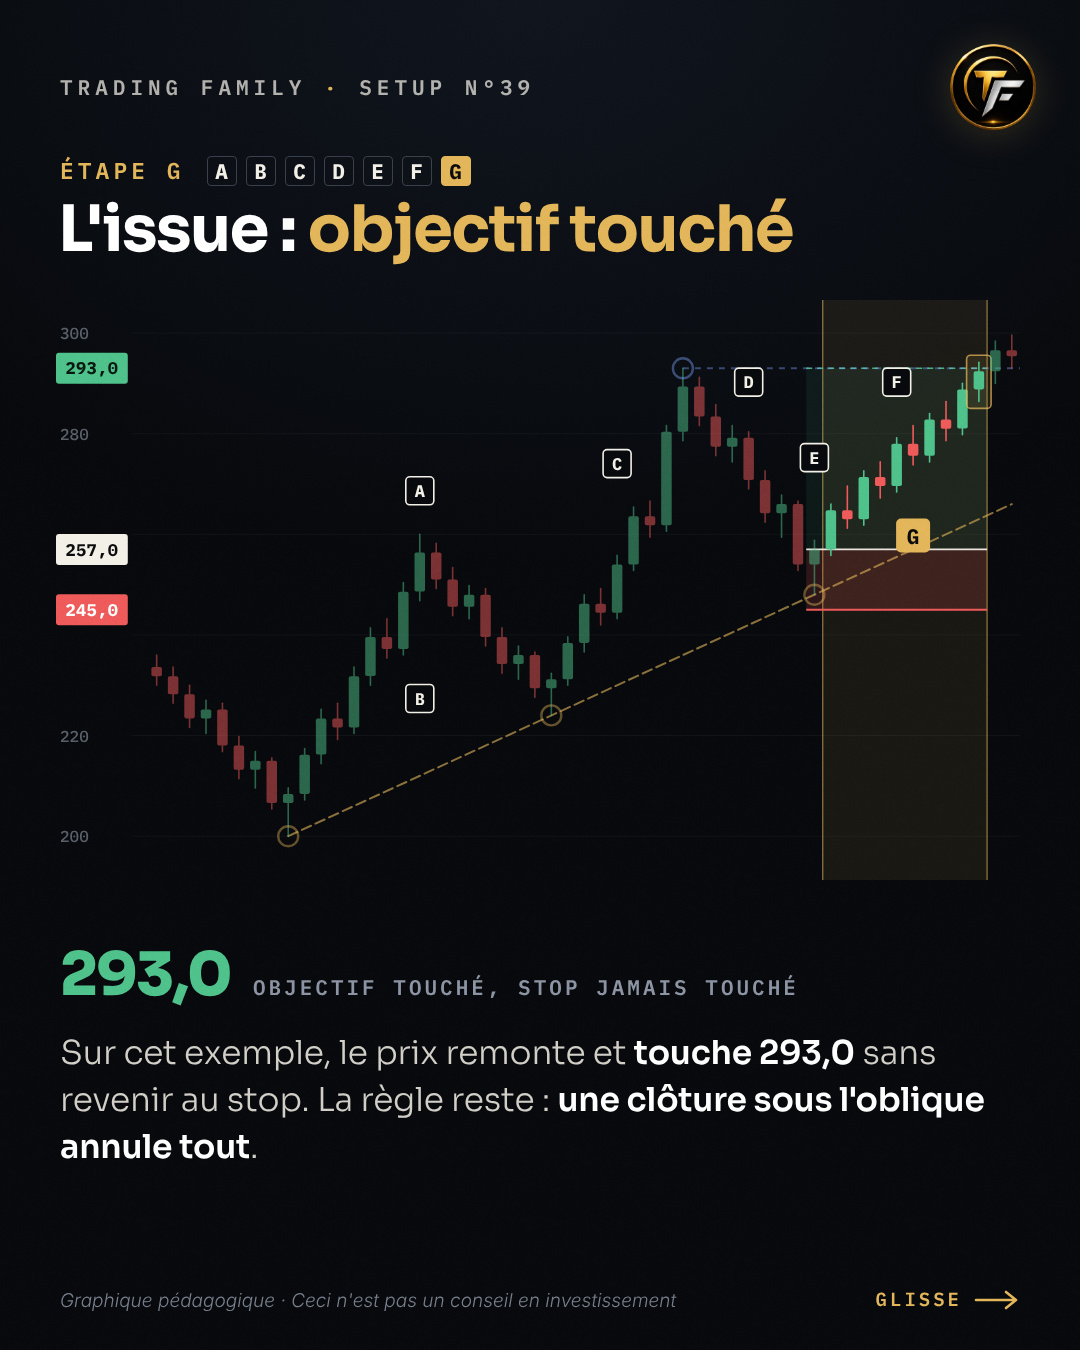 TRADING FAMILY · SETUP N°39
TF
ÉTAPE G A B C D E F G
L'issue : objectif touché
300
293,0
D
F
280
E
C
A
G
257,0
245,0
B
220
200
293,0 OBJECTIF TOUCHÉ, STOP JAMAIS TOUCHÉ
Sur cet exemple, le prix remonte et touche 293,0 sans
revenir au stop. La règle reste : une clôture sous l'oblique
annule tout.
Graphique pédagogique · Ceci n'est pas un conseil en investissement
GLISSE →